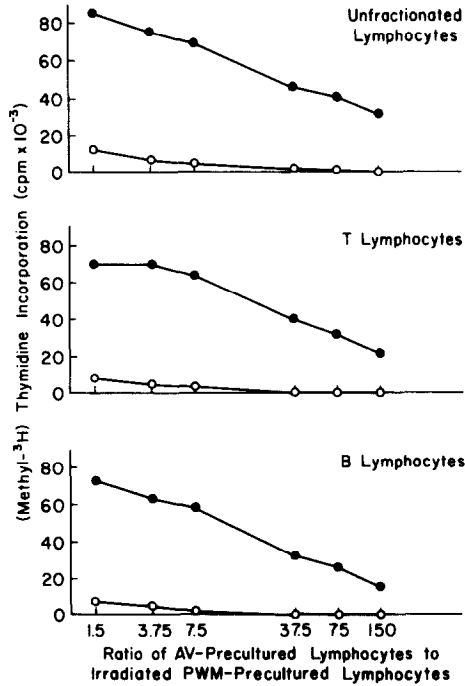 Unfractionated
Lymphocytes
80
60
40
20
0
T Lymphocytes
80
60
40
20
0
B Lymphocytes
80
60
40
20
0
(Methyl-³H) Thymidine Incorporation (cpm x 10⁻³)
1.5 3.75 7.5 37.5 75 150
Ratio of AV-Precultured Lymphocytes to
Irradiated PWM-Precultured Lymphocytes